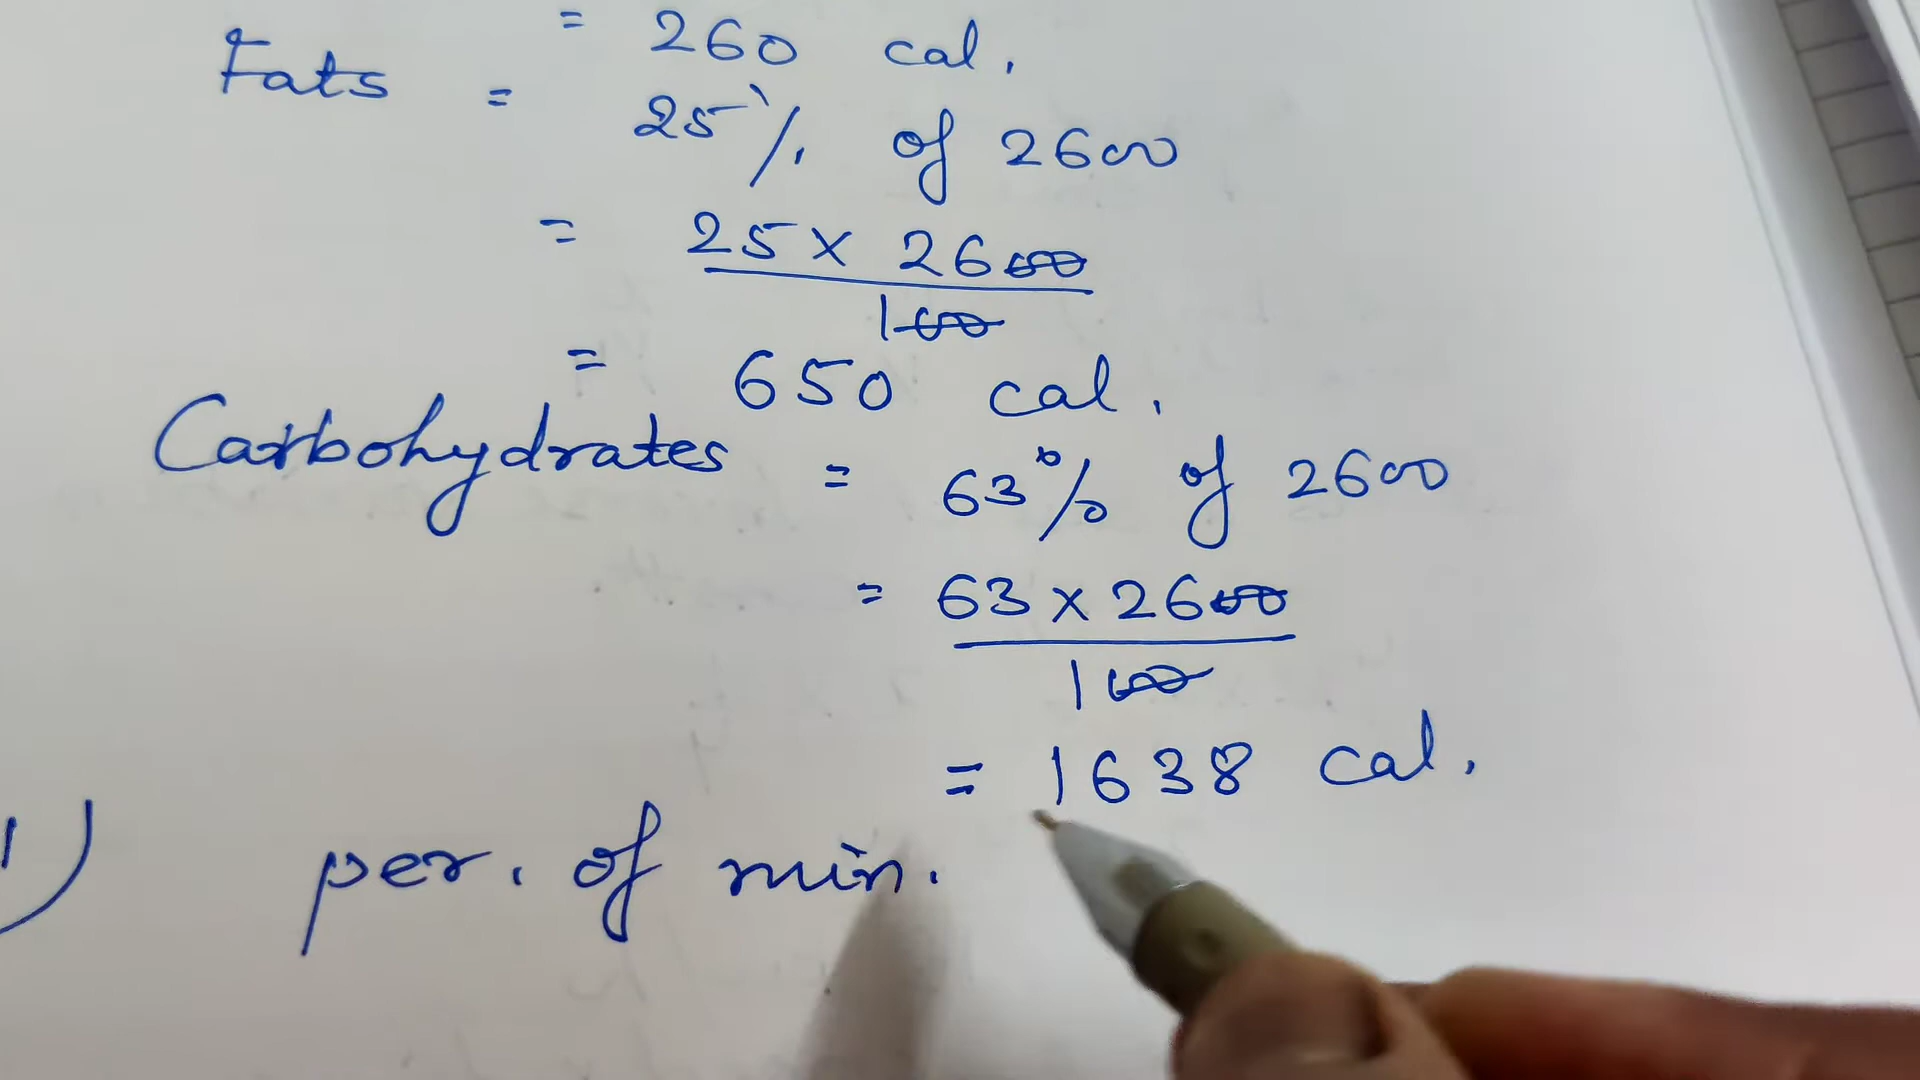 = 260 cal.
Fats = 25% of 2600
= 25 × 2600
100
= 650 cal.
Carbohydrates = 63% of 2600
= 63 × 2600
100
= 1638 cal.
1) per. of min.